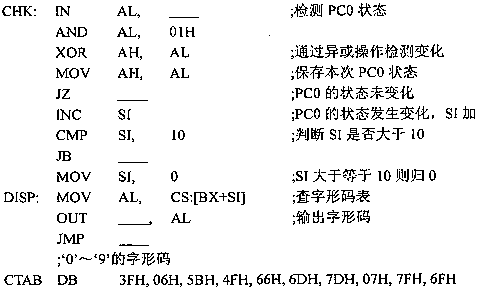 CHK: IN AL, ____ ;检测 PC0 状态
AND AL, 01H
XOR AH, AL ;通过异或操作检测变化
MOV AH, AL ;保存本次 PC0 状态
JZ ____ ;PC0 的状态未变化
INC SI ;PC0 的状态发生变化, SI 加
CMP SI, 10 ;判断 SI 是否大于 10
JB ____
MOV SI, 0 ;SI 大于等于 10 则归 0
DISP: MOV AL, CS:[BX+SI] ;查字形码表
OUT ____, AL ;输出字形码
JMP ____
;‘0’～‘9’的字形码
CTAB DB 3FH, 06H, 5BH, 4FH, 66H, 6DH, 7DH, 07H, 7FH, 6FH